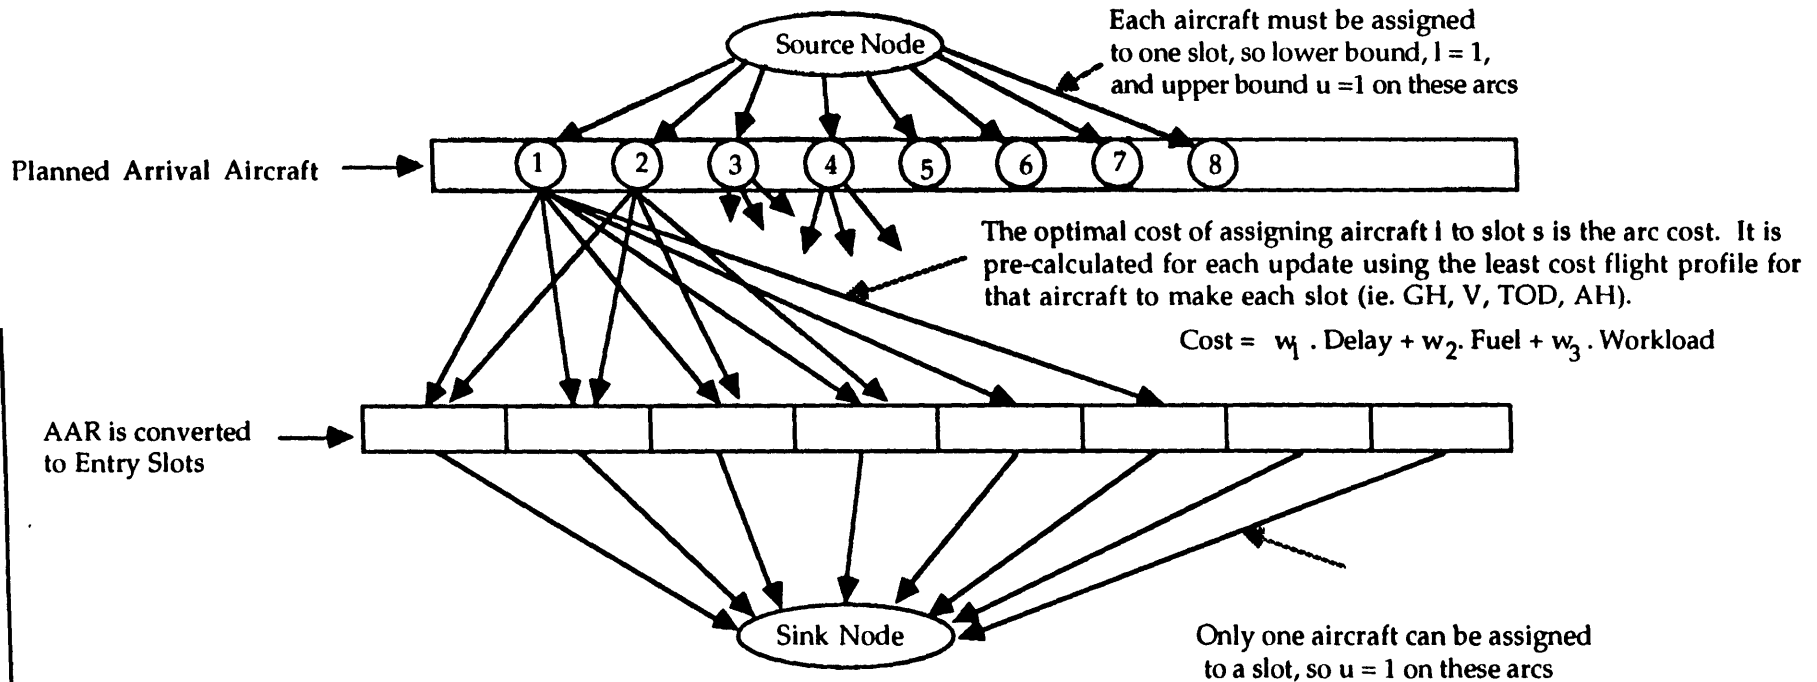 Source Node
Each aircraft must be assigned
to one slot, so lower bound, l = 1,
and upper bound u =1 on these arcs
Planned Arrival Aircraft
1 2 3 4 5 6 7 8
The optimal cost of assigning aircraft i to slot s is the arc cost. It is
pre-calculated for each update using the least cost flight profile for
that aircraft to make each slot (ie. GH, V, TOD, AH).
Cost = w1 . Delay + w2. Fuel + w3 . Workload
AAR is converted
to Entry Slots
Sink Node
Only one aircraft can be assigned
to a slot, so u = 1 on these arcs